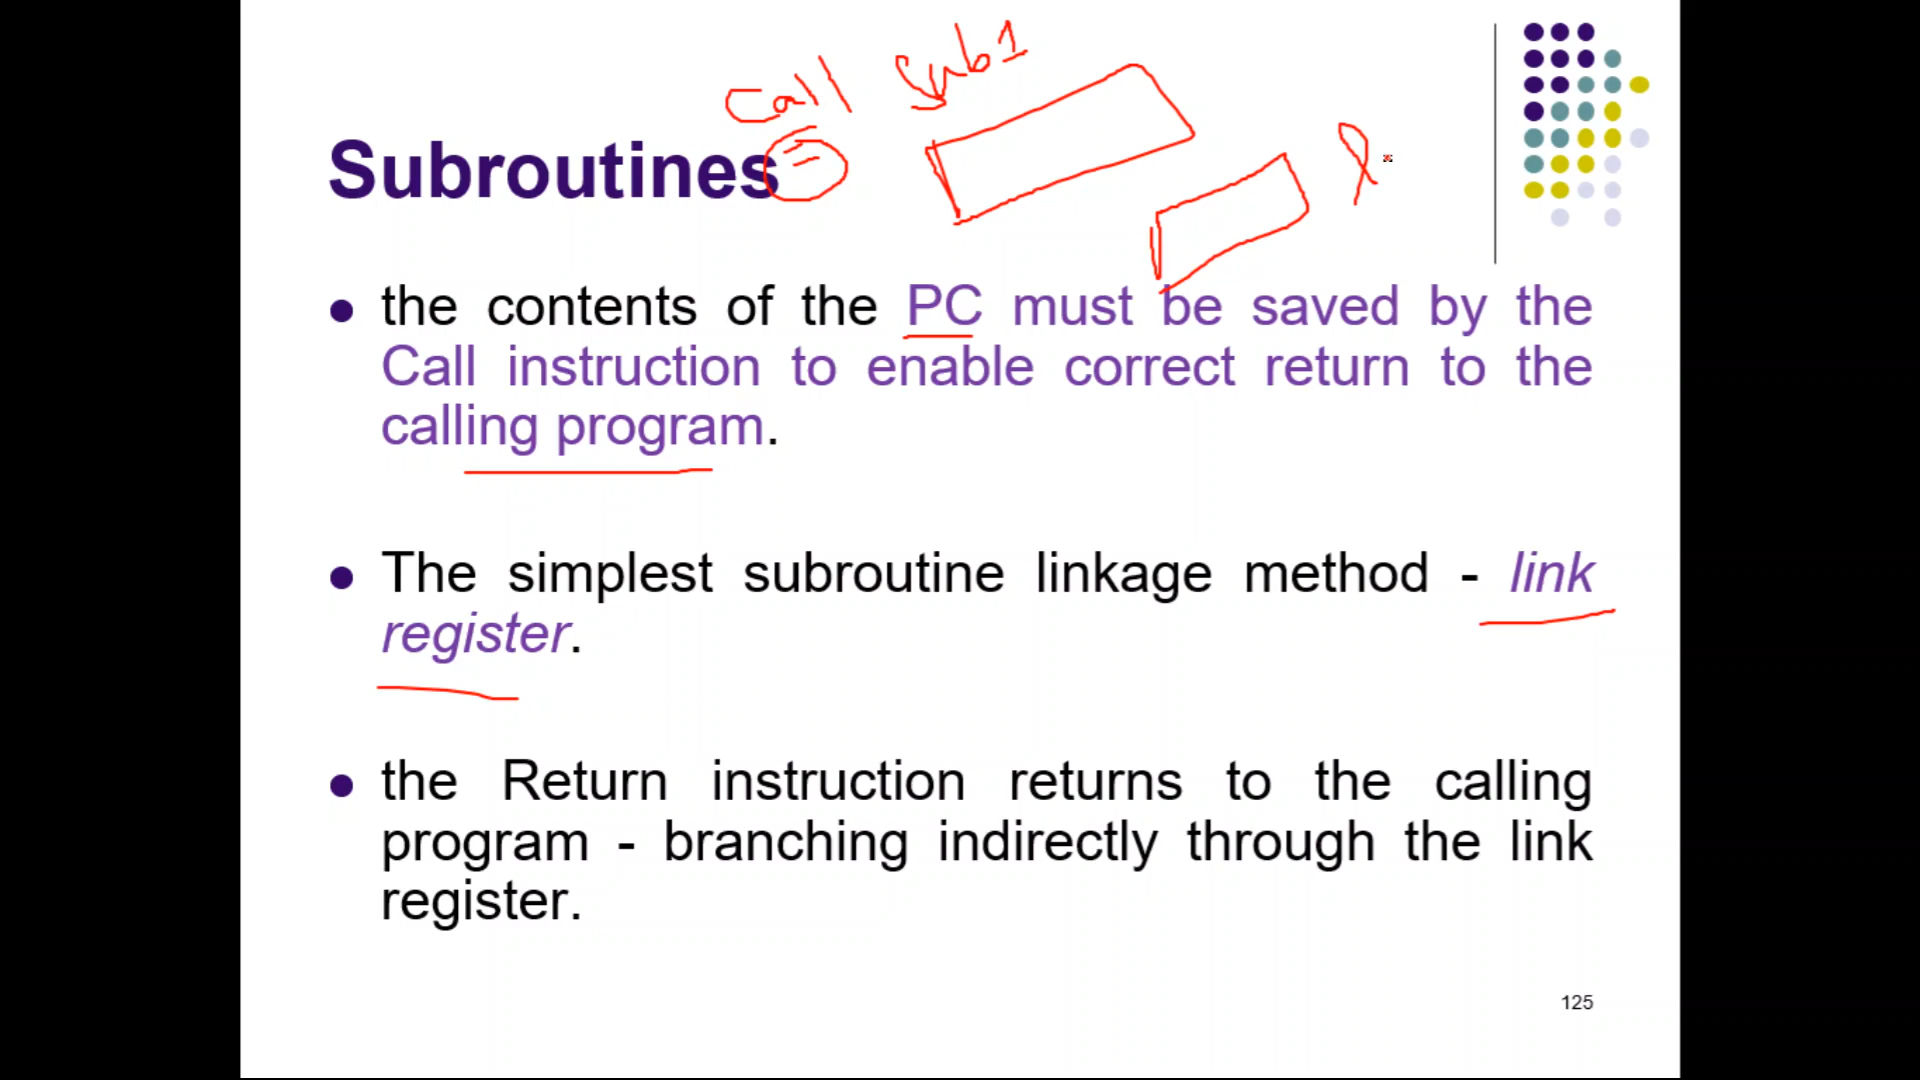 Call Sub1
Subroutines
the contents of the PC must be saved by the
Call instruction to enable correct return to the
calling program.
The simplest subroutine linkage method - link
register.
the Return instruction returns to the calling
program - branching indirectly through the link
register.
125